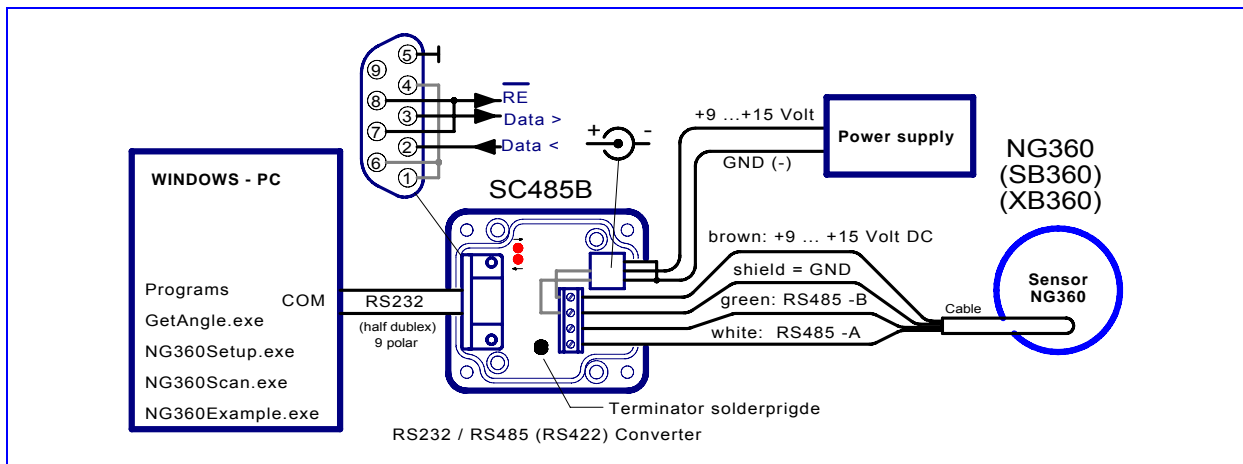 5
9
4
8
3
7
2
6
1
RE
Data >
Data <
+ -
SC485B
WINDOWS - PC
Programs
GetAngle.exe
NG360Setup.exe
NG360Scan.exe
NG360Example.exe
COM
RS232
(half dublex)
9 polar
+9 ...+15 Volt
GND (-)
Power supply
NG360
(SB360)
(XB360)
brown: +9 ... +15 Volt DC
shield = GND
green: RS485 -B
white: RS485 -A
Cable
Sensor
NG360
Terminator solderprigde
RS232 / RS485 (RS422) Converter